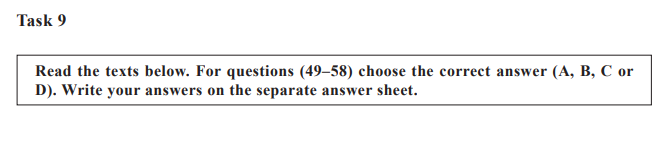 Task 9
Read the texts below. For questions (49–58) choose the correct answer (A, B, C or
D). Write your answers on the separate answer sheet.